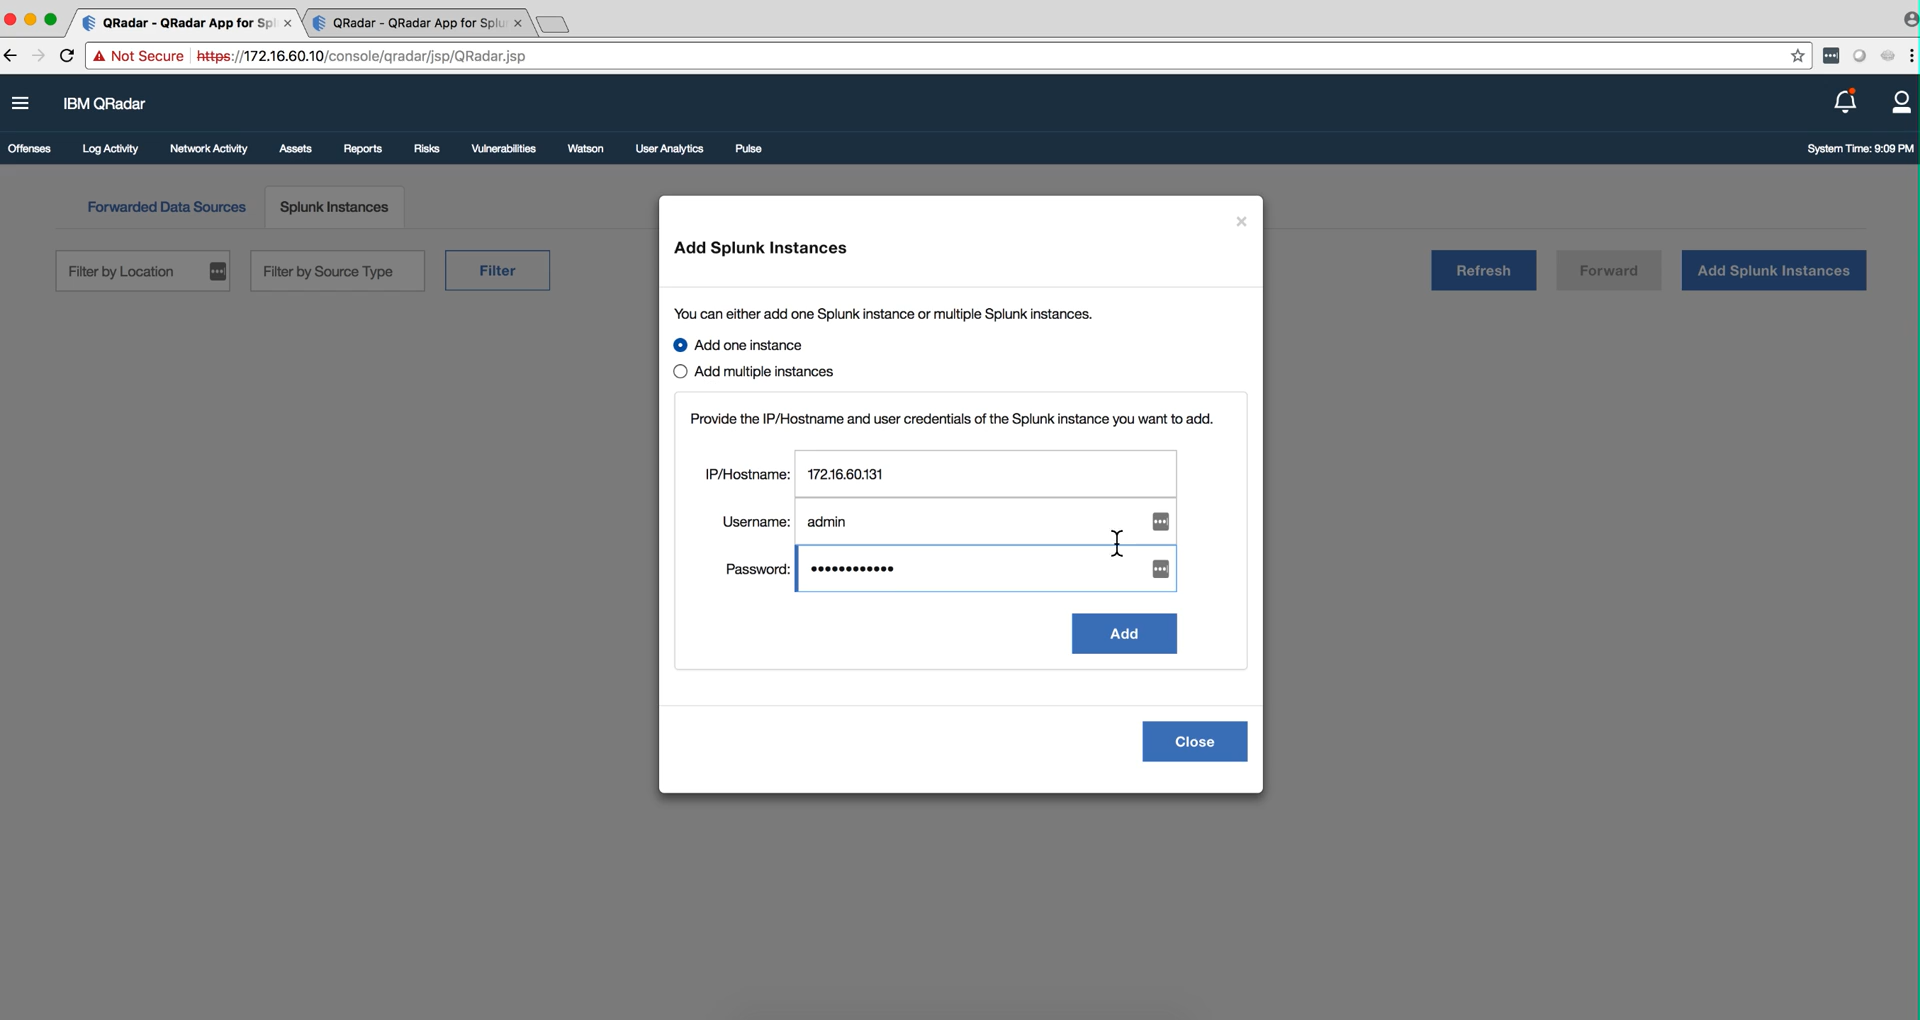 QRadar - QRadar App for Spl
QRadar - QRadar App for Splu
Not Secure https://172.16.60.10/console/qradar/jsp/QRadar.jsp
IBM QRadar
Offenses Log Activity Network Activity Assets Reports Risks Vulnerabilities Watson User Analytics Pulse System Time: 9:09 PM
Forwarded Data Sources Splunk Instances
Filter by Location Filter by Source Type Filter Refresh Forward Add Splunk Instances
Add Splunk Instances
You can either add one Splunk instance or multiple Splunk instances.
Add one instance
Add multiple instances
Provide the IP/Hostname and user credentials of the Splunk instance you want to add.
IP/Hostname: 172.16.60.131
Username: admin
Password: ••••••••••••
Add
Close